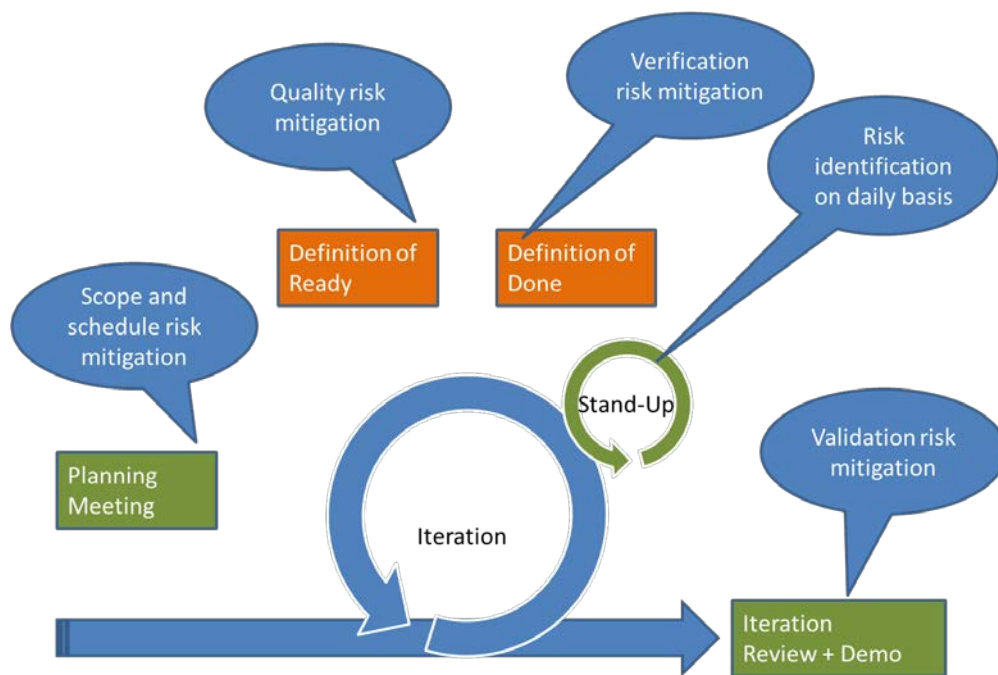 Quality risk
mitigation
Verification
risk mitigation
Risk
identification
on daily basis
Definition of
Ready
Definition of
Done
Scope and
schedule risk
mitigation
Stand-Up
Planning
Meeting
Validation risk
mitigation
Iteration
Iteration
Review + Demo